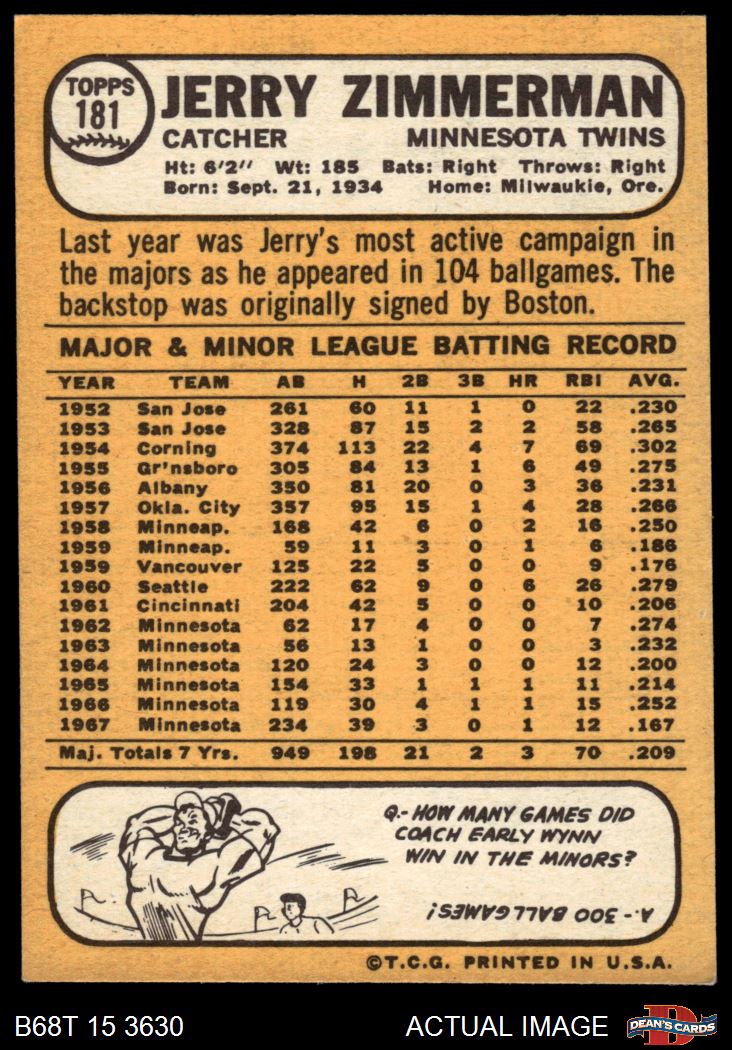 TOPPS
181
JERRY ZIMMERMAN
CATCHER MINNESOTA TWINS
Ht: 6'2" Wt: 185 Bats: Right Throws: Right
Born: Sept. 21, 1934 Home: Milwaukie, Ore.
Last year was Jerry's most active campaign in
the majors as he appeared in 104 ballgames. The
backstop was originally signed by Boston.
MAJOR & MINOR LEAGUE BATTING RECORD
YEAR TEAM AB H 2B 3B HR RBI AVG.
1952 San Jose 261 60 11 1 0 22 .230
1953 San Jose 328 87 15 2 2 58 .265
1954 Corning 374 113 22 4 7 69 .302
1955 Gr'nsboro 305 84 13 1 6 49 .275
1956 Albany 350 81 20 0 3 36 .231
1957 Okla. City 357 95 15 1 4 28 .266
1958 Minneap. 168 42 6 0 2 16 .250
1959 Minneap. 59 11 3 0 1 6 .186
1959 Vancouver 125 22 5 0 0 9 .176
1960 Seattle 222 62 9 0 6 26 .279
1961 Cincinnati 204 42 5 0 0 10 .206
1962 Minnesota 62 17 4 0 0 7 .274
1963 Minnesota 56 13 1 0 0 3 .232
1964 Minnesota 120 24 3 0 0 12 .200
1965 Minnesota 154 33 1 1 1 11 .214
1966 Minnesota 119 30 4 1 1 15 .252
1967 Minnesota 234 39 3 0 1 12 .167
Maj. Totals 7 Yrs. 949 198 21 2 3 70 .209
Q.- HOW MANY GAMES DID
COACH EARLY WYNN
WIN IN THE MINORS?
A.- 300 BALLGAMES!
©T.C.G. PRINTED IN U.S.A.
B68T 15 3630 ACTUAL IMAGE
D
DEAN'S CARDS